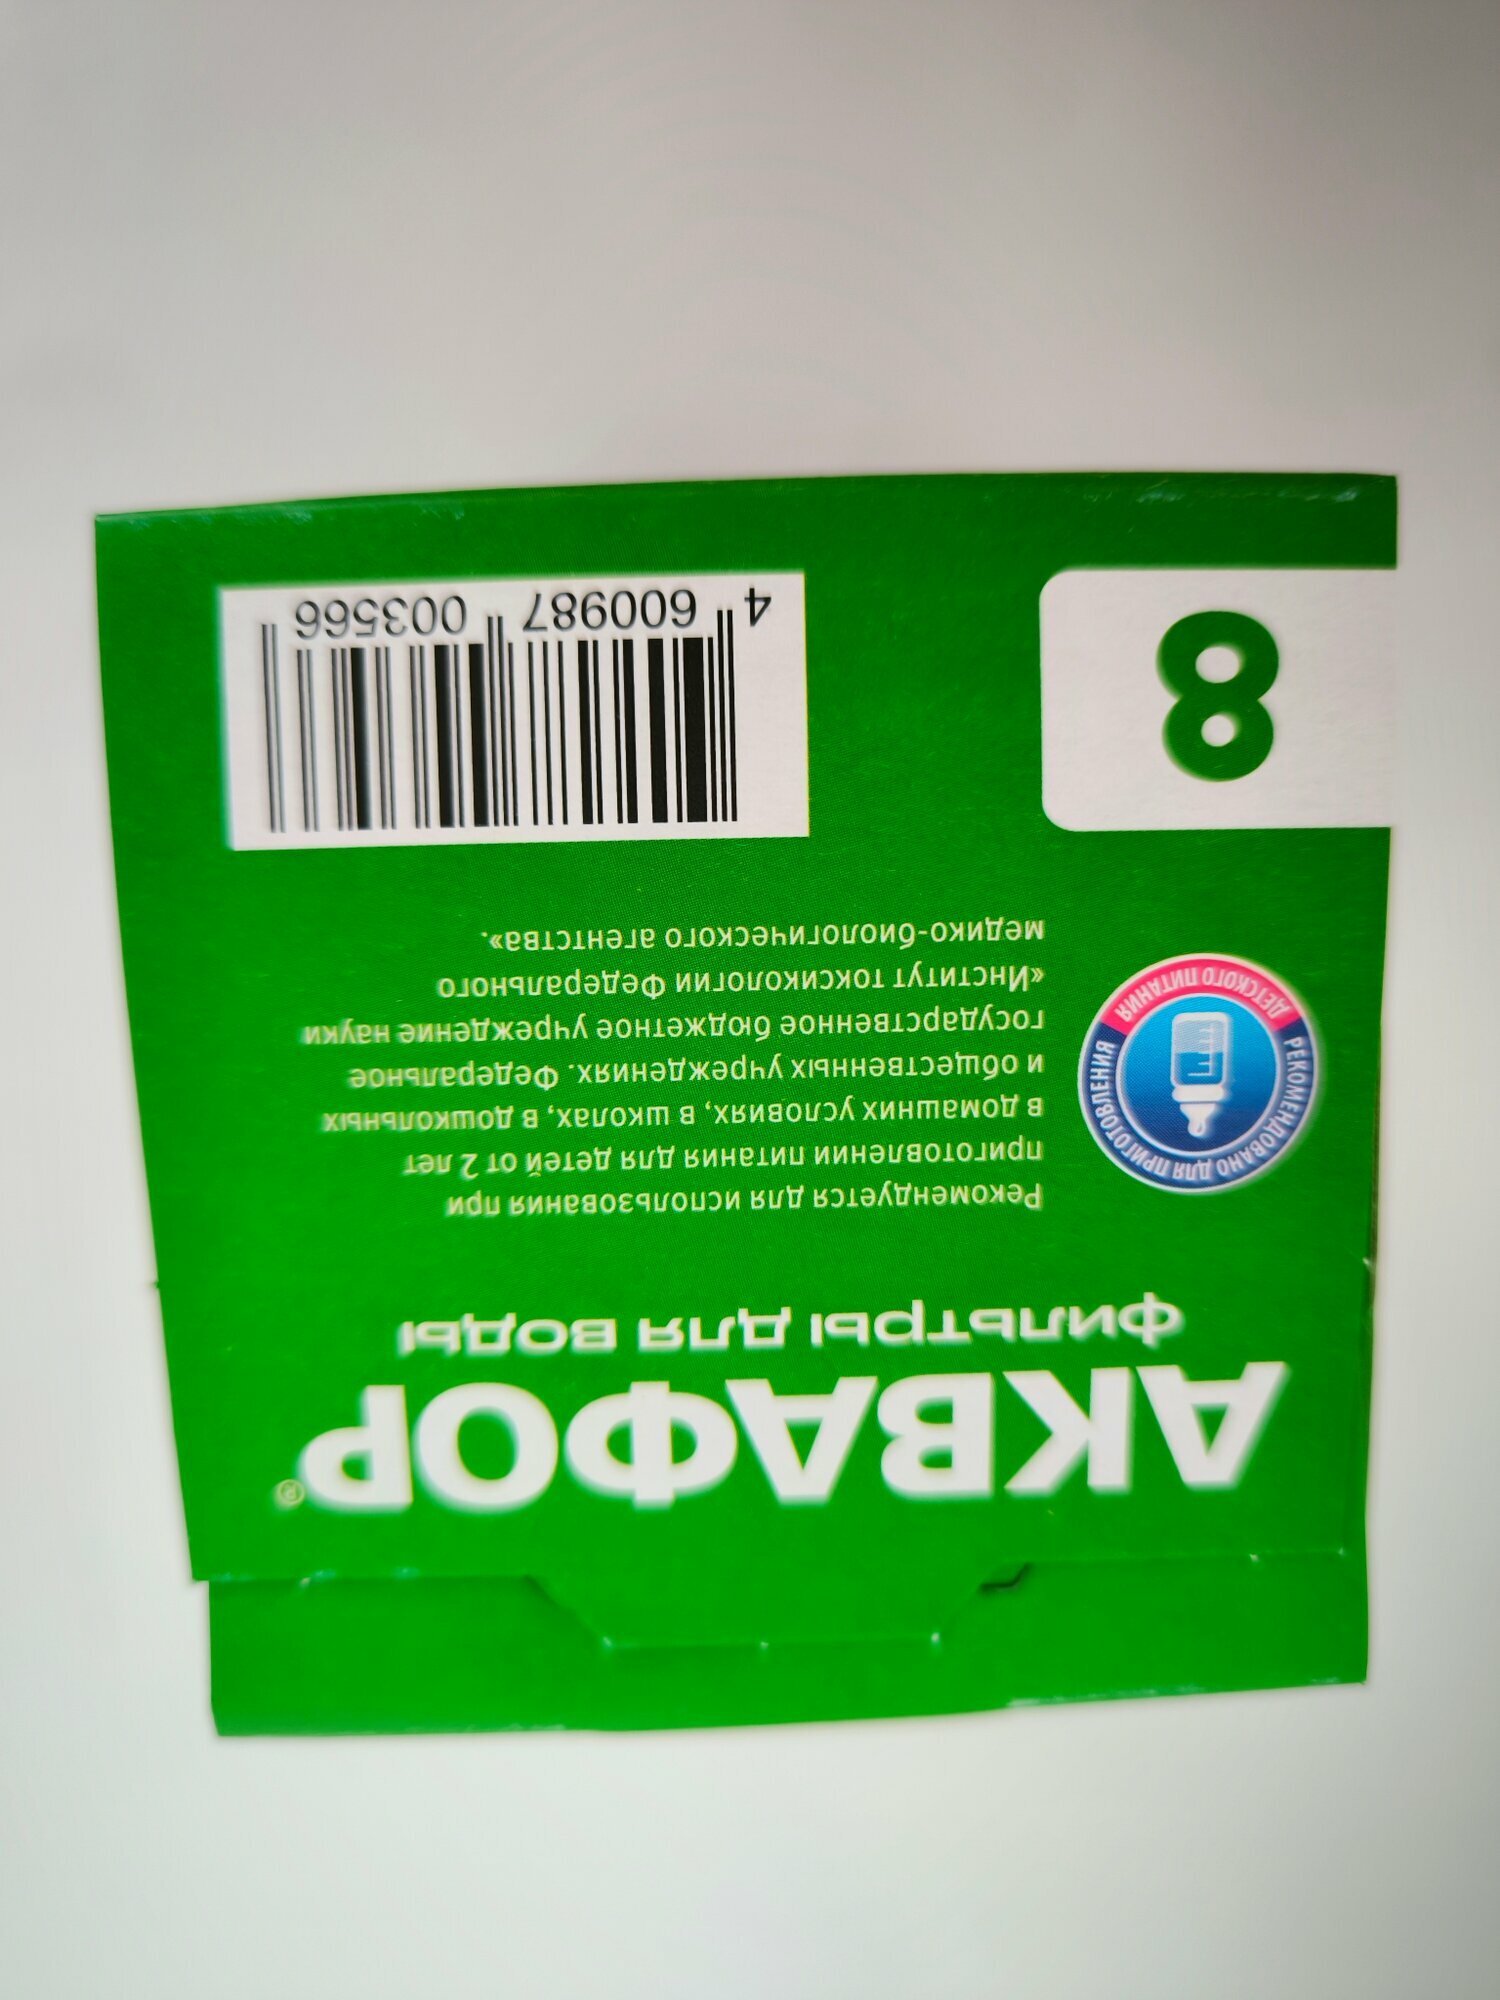 АКВАФОР®
фильтры для воды
Рекомендуется для использования при
приготовлении питания для детей от 2 лет
в домашних условиях, в школах, в дошкольных
и общественных учреждениях. Федеральное
государственное бюджетное учреждение науки
«Институт токсикологии Федерального
медико-биологического агентства».
РЕКОМЕНДОВАНО ДЛЯ ПРИГОТОВЛЕНИЯ
ДЕТСКОГО ПИТАНИЯ
8
4 600987 003566